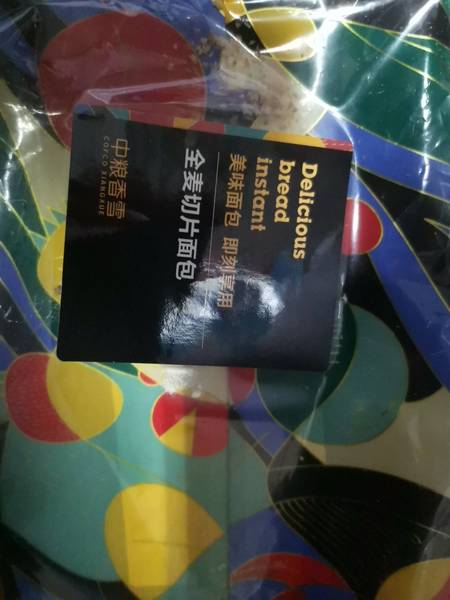 Delicious
bread
instant
美味面包 即刻享用
全麦切片面包
中粮香雪
COFCO XIANGXUE